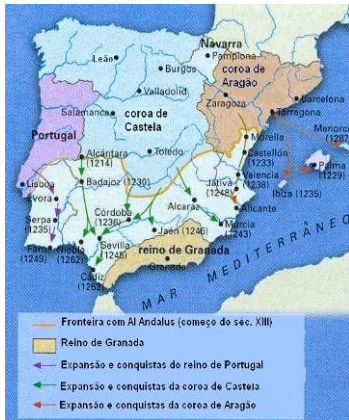 Navarra
Pamplona
Leão
Burgos
coroa de
Aragão
Valladolid
Zaragoza
Barcelona
Tarragona
Salamanca
coroa de
Castela
Menorca
(1287)
Portugal
Morella
Alcántara
(1214)
Toledo
Castellón
(1233)
Palma
(1229)
Lisboa
Badajoz (1230)
Valencia
(1238)
Játiva
(1248)
Ibiza (1235)
Évora
Alcaraz
Alicante
Serpa
(1235)
Córdoba
(1236)
Jaén (1246)
Murcia
(1243)
Faro
(1249)
Niebla
(1262)
Sevilla
(1248)
reino de Granada
Granada
Cádiz
(1263)
MAR MEDITERRÂNEO
Fronteira com Al Andalus (começo do séc. XIII)
Reino de Granada
Expansão e conquistas do reino de Portugal
Expansão e conquistas da coroa de Castela
Expansão e conquistas da coroa de Aragão